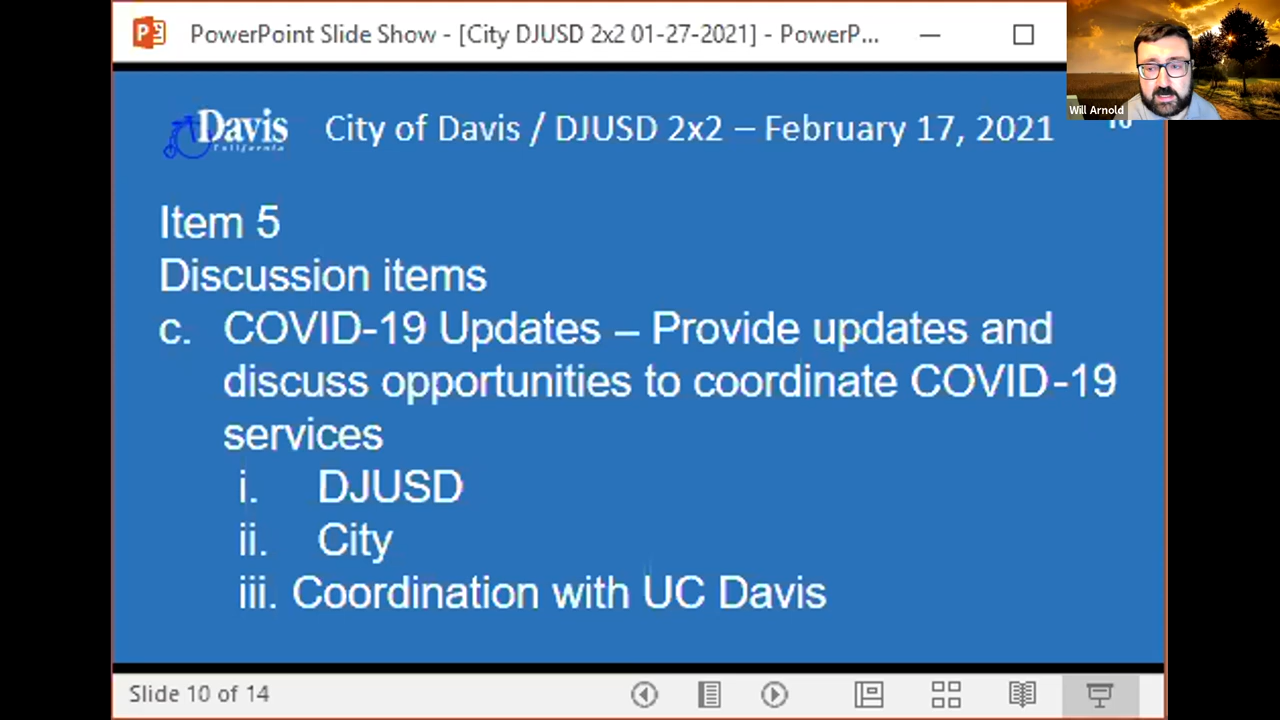 PowerPoint Slide Show - [City DJUSD 2x2 01-27-2021] - PowerP...
Will Arnold
Davis
California
City of Davis / DJUSD 2x2 – February 17, 2021
Item 5
Discussion items
c. COVID-19 Updates – Provide updates and
discuss opportunities to coordinate COVID-19
services
i. DJUSD
ii. City
iii. Coordination with UC Davis
Slide 10 of 14